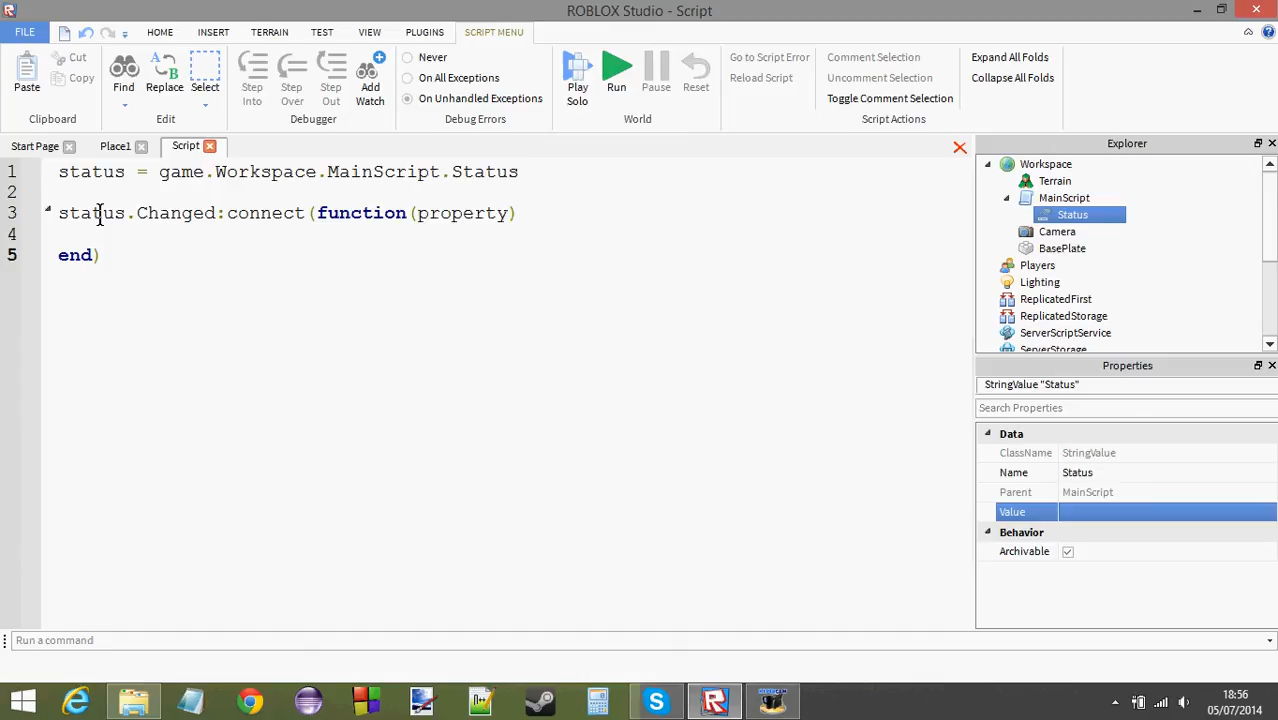 ROBLOX Studio - Script
FILE HOME INSERT TERRAIN TEST VIEW PLUGINS SCRIPT MENU
Paste
Cut
Copy
Clipboard
Find
Replace
Select
Edit
Step Into
Step Over
Step Out
Add Watch
Debugger
Never
On All Exceptions
On Unhandled Exceptions
Debug Errors
Play Solo
Run
Pause
Reset
World
Go to Script Error
Reload Script
Comment Selection
Uncomment Selection
Toggle Comment Selection
Expand All Folds
Collapse All Folds
Script Actions
Start Page
Place1
Script
1 status = game.Workspace.MainScript.Status
2
3 status.Changed:connect(function(property)
4
5 end)
Explorer
Workspace
Terrain
MainScript
Status
Camera
BasePlate
Players
Lighting
ReplicatedFirst
ReplicatedStorage
ServerScriptService
ServerStorage
Properties
StringValue "Status"
Search Properties
Data
ClassName StringValue
Name Status
Parent MainScript
Value
Behavior
Archivable
Run a command
18:56
05/07/2014